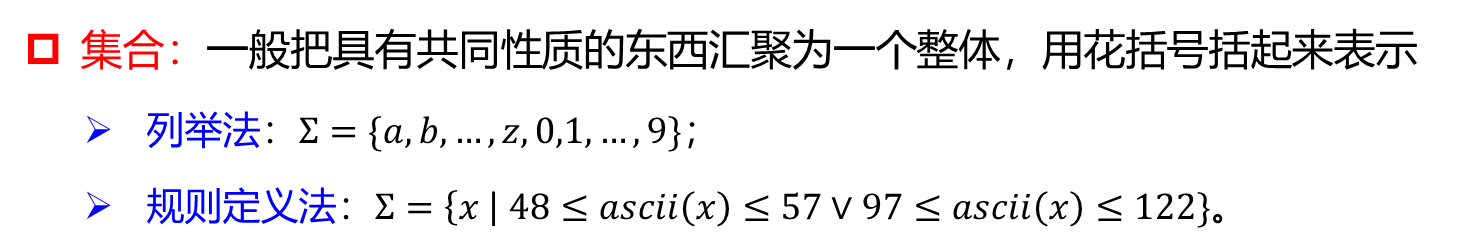 集合：一般把具有共同性质的东西汇聚为一个整体，用花括号括起来表示
列举法：Σ = {a, b, … , z, 0,1, … , 9}；
规则定义法：Σ = {x | 48 ≤ ascii(x) ≤ 57 ∨ 97 ≤ ascii(x) ≤ 122}。